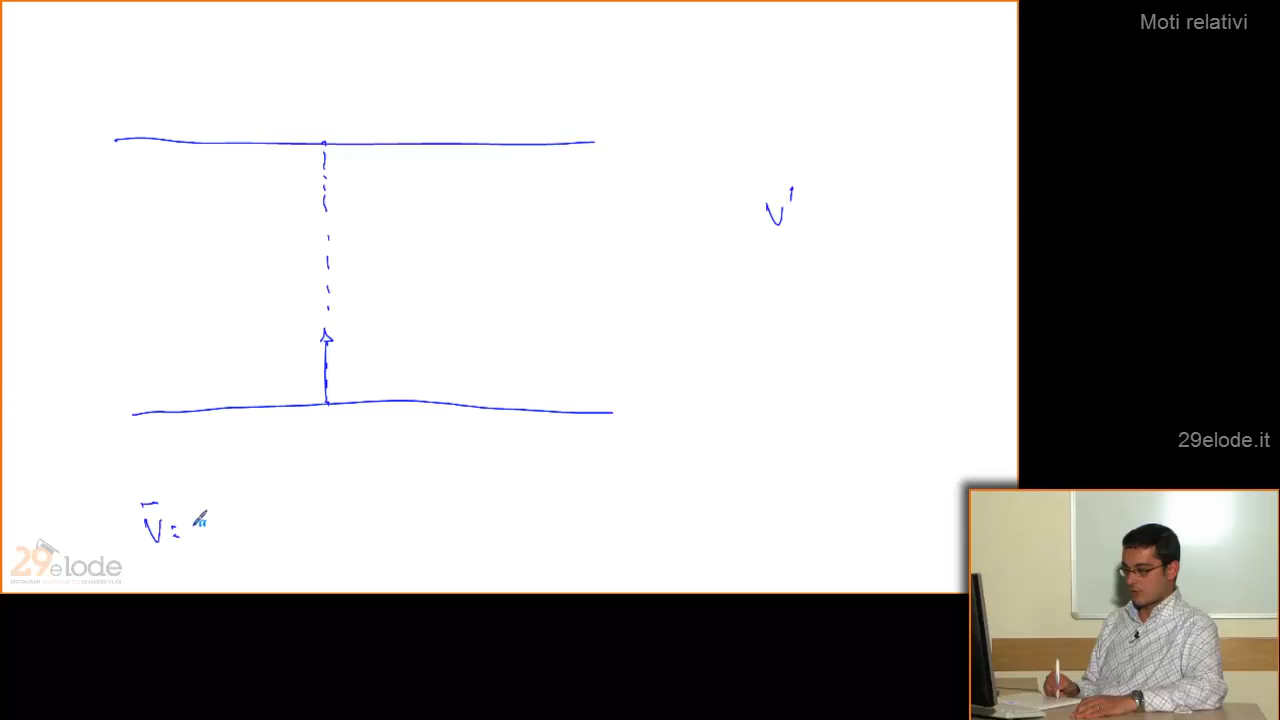 Moti relativi
V'
29elode.it
V̄ =
29elode